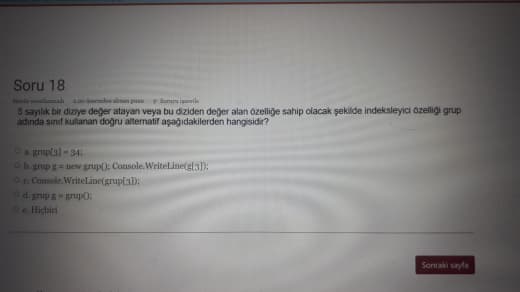 Soru 18
Henüz yanıtlanmadı 1,00 üzerinden alınan puan Soruyu işaretle
5 sayılık bir diziye değer atayan veya bu diziden değer alan özelliğe sahip olacak şekilde indeksleyici özelliği grup
adında sınıf kullanan doğru alternatif aşağıdakilerden hangisidir?
a. grup[3] = 34;
b. grup g = new grup(); Console.WriteLine(g[3]);
c. Console.WriteLine(grup[3]);
d. grup g = grup();
e. Hiçbiri
Sonraki sayfa